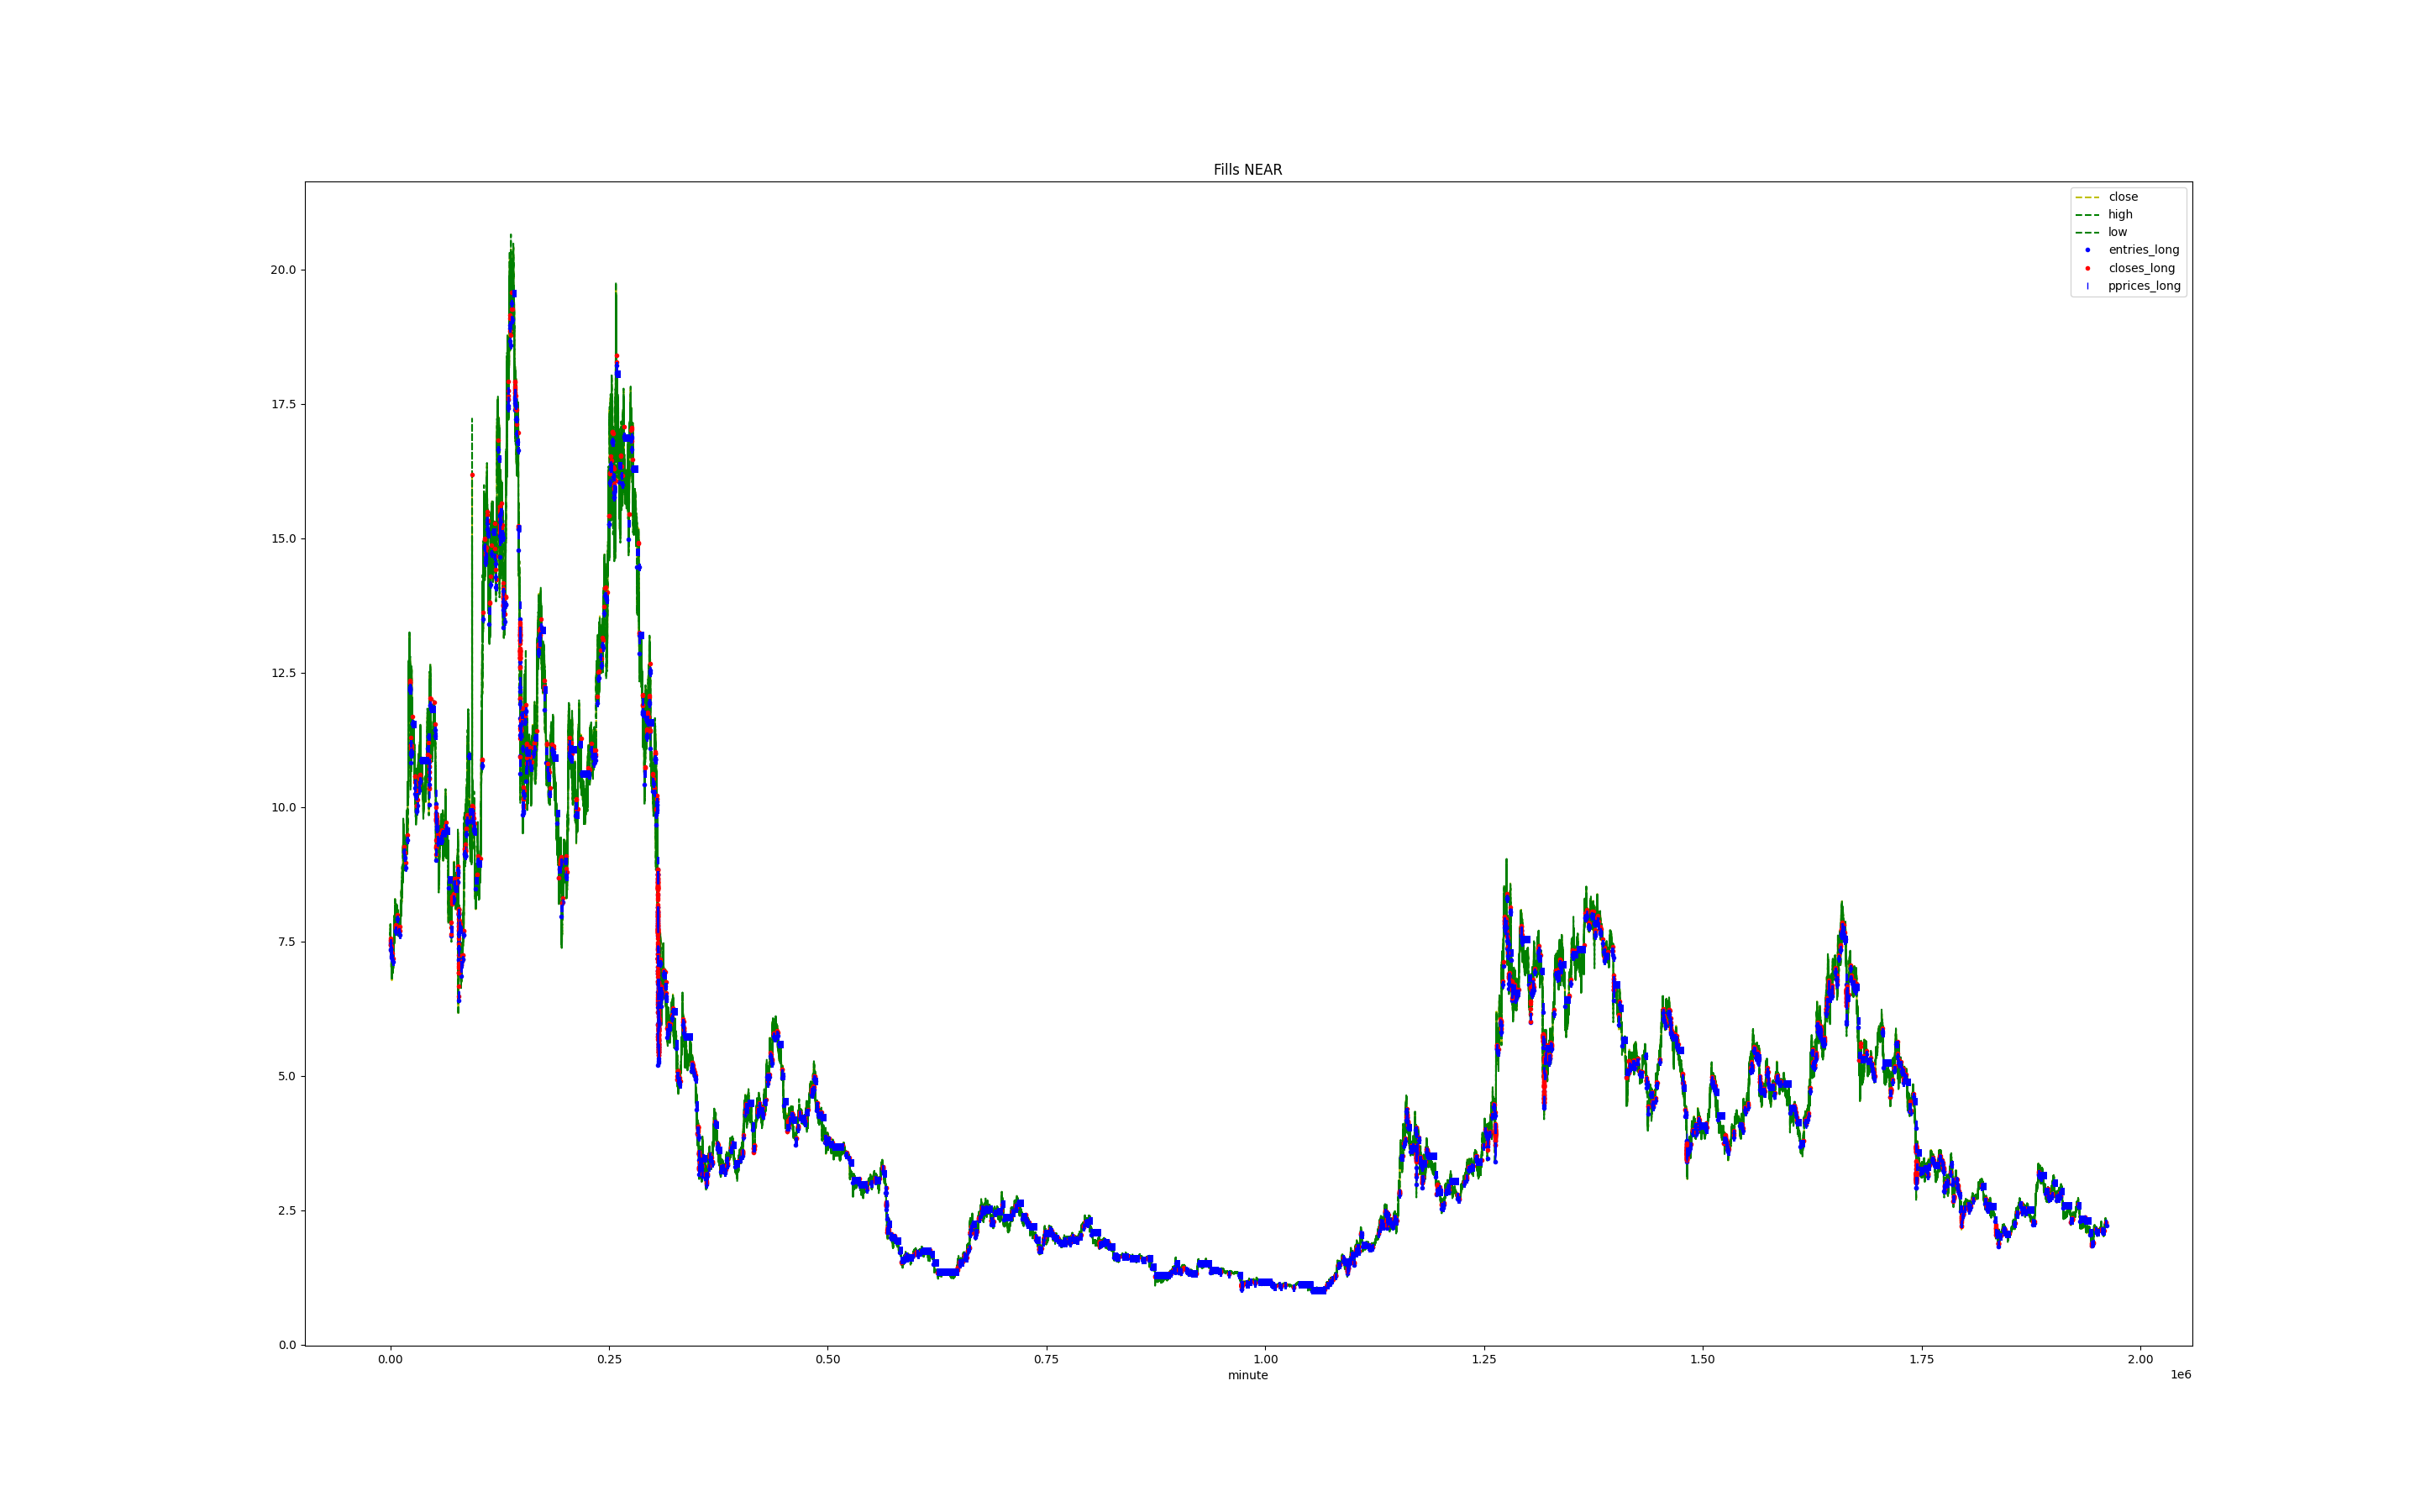 Fills NEAR
close
high
low
entries_long
closes_long
pprices_long
20.0
17.5
15.0
12.5
10.0
7.5
5.0
2.5
0.0
0.00 0.25 0.50 0.75 1.00 1.25 1.50 1.75 2.00
minute
1e6